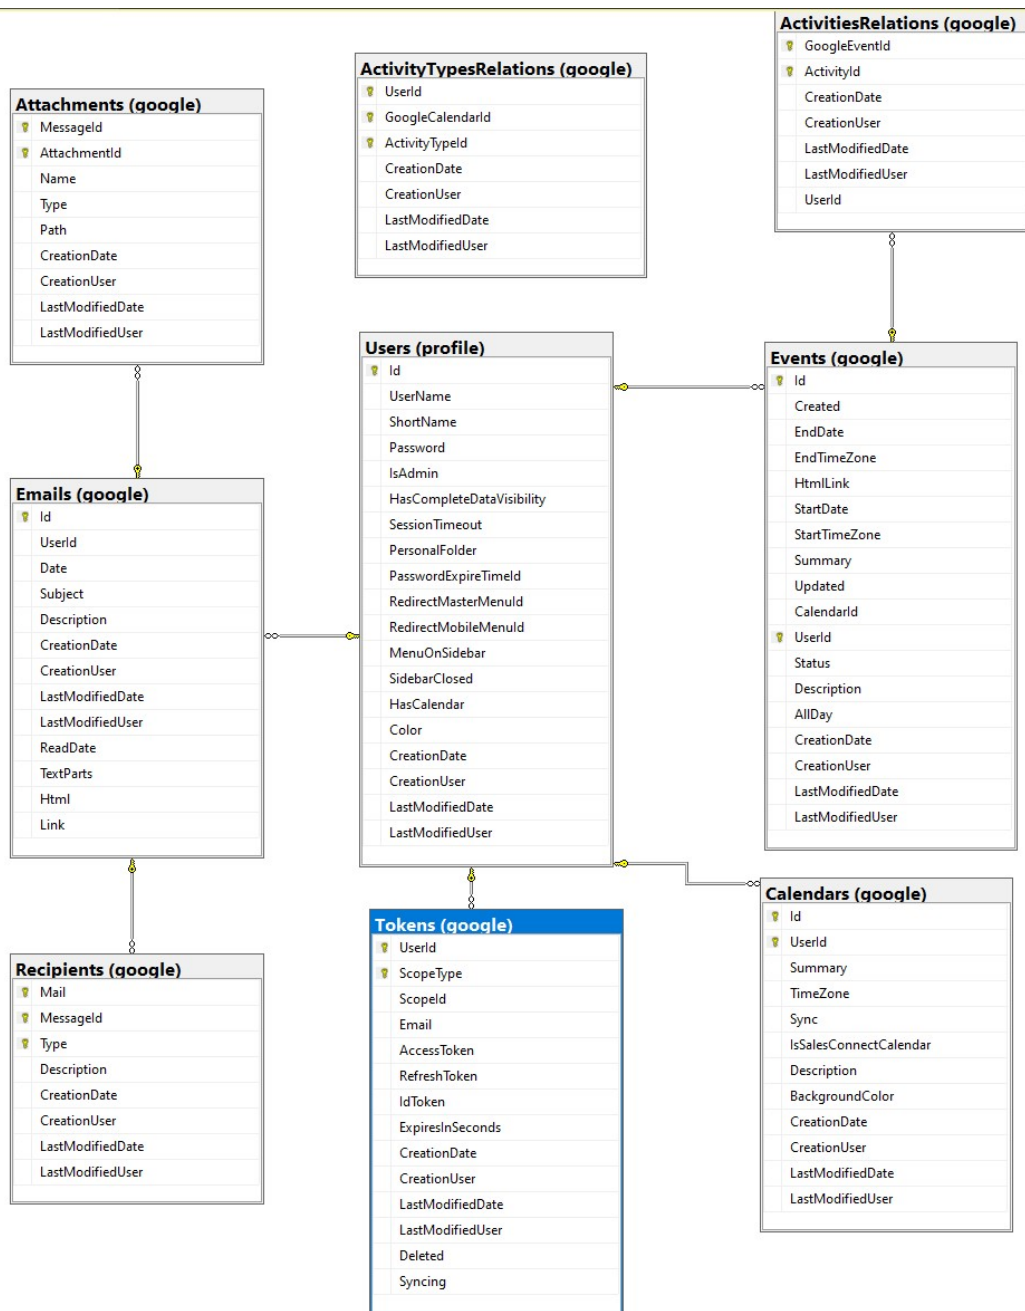 Attachments (google)
MessageId
AttachmentId
Name
Type
Path
CreationDate
CreationUser
LastModifiedDate
LastModifiedUser
ActivityTypesRelations (google)
UserId
GoogleCalendarId
ActivityTypeId
CreationDate
CreationUser
LastModifiedDate
LastModifiedUser
ActivitiesRelations (google)
GoogleEventId
ActivityId
CreationDate
CreationUser
LastModifiedDate
LastModifiedUser
UserId
Emails (google)
Id
UserId
Date
Subject
Description
CreationDate
CreationUser
LastModifiedDate
LastModifiedUser
ReadDate
TextParts
Html
Link
Users (profile)
Id
UserName
ShortName
Password
IsAdmin
HasCompleteDataVisibility
SessionTimeout
PersonalFolder
PasswordExpireTimeId
RedirectMasterMenuId
RedirectMobileMenuId
MenuOnSidebar
SidebarClosed
HasCalendar
Color
CreationDate
CreationUser
LastModifiedDate
LastModifiedUser
Events (google)
Id
Created
EndDate
EndTimeZone
HtmlLink
StartDate
StartTimeZone
Summary
Updated
CalendarId
UserId
Status
Description
AllDay
CreationDate
CreationUser
LastModifiedDate
LastModifiedUser
Recipients (google)
Mail
MessageId
Type
Description
CreationDate
CreationUser
LastModifiedDate
LastModifiedUser
Tokens (google)
UserId
ScopeType
ScopeId
Email
AccessToken
RefreshToken
IdToken
ExpiresInSeconds
CreationDate
CreationUser
LastModifiedDate
LastModifiedUser
Deleted
Syncing
Calendars (google)
Id
UserId
Summary
TimeZone
Sync
IsSalesConnectCalendar
Description
BackgroundColor
CreationDate
CreationUser
LastModifiedDate
LastModifiedUser